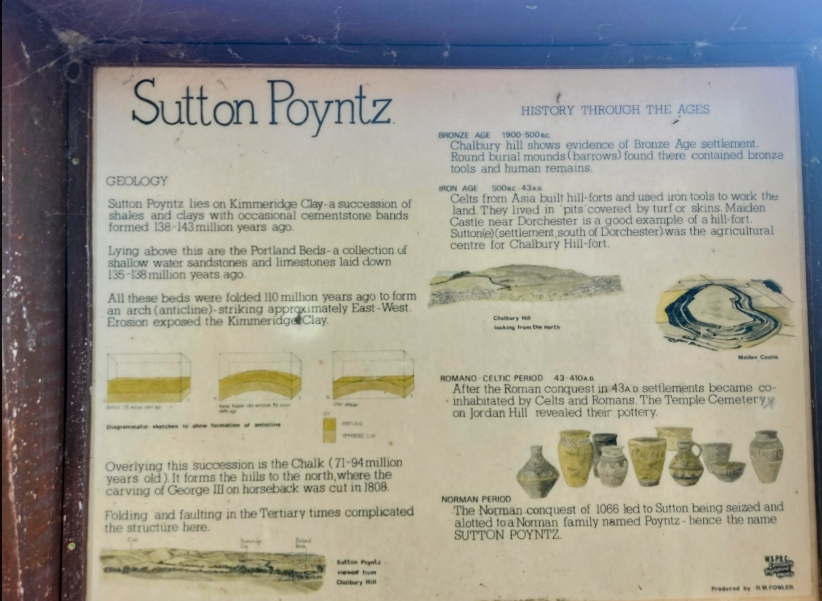 Sutton Poyntz
GEOLOGY
Sutton Poyntz lies on Kimmeridge Clay-a succession of
shales and clays with occasional cementstone bands
formed 138-143 million years ago.
Lying above this are the Portland Beds-a collection of
shallow water sandstones and limestones laid down
135-138 million years ago.
All these beds were folded 110 million years ago to form
an arch (anticline)-striking approximately East-West.
Erosion exposed the Kimmeridge Clay.
Diagrammatic sketches to show formation of anticline
Overlying this succession is the Chalk (71-94 million
years old). It forms the hills to the north, where the
carving of George III on horseback was cut in 1808.
Folding and faulting in the Tertiary times complicated
the structure here.
Sutton Poyntz
viewed from
Chalbury Hill
HISTORY THROUGH THE AGES
BRONZE AGE 1900-500 B.C.
Chalbury hill shows evidence of Bronze Age settlement.
Round burial mounds (barrows) found there contained bronze
tools and human remains.
IRON AGE 500 B.C.-43 A.D.
Celts from Asia built hill-forts and used iron tools to work the
land. They lived in pits covered by turf or skins. Maiden
Castle near Dorchester is a good example of a hill-fort.
Sutton(e) (settlement, south of Dorchester) was the agricultural
centre for Chalbury Hill-fort.
Chalbury Hill
looking from the north
Maiden Castle
ROMANO-CELTIC PERIOD 43-410 A.D.
After the Roman conquest in 43 A.D. settlements became co-
inhabitated by Celts and Romans. The Temple Cemetery
on Jordan Hill revealed their pottery.
NORMAN PERIOD
The Norman conquest of 1066 led to Sutton being seized and
alotted to a Norman family named Poyntz - hence the name
SUTTON POYNTZ.
Produced by R.M. FOWLER